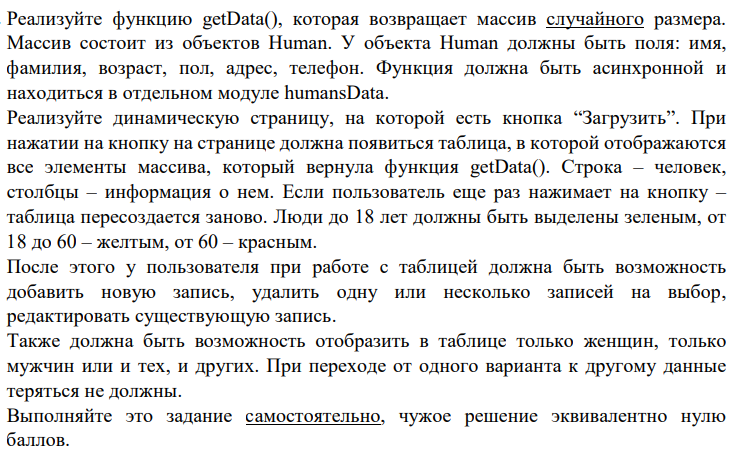 Реализуйте функцию getData(), которая возвращает массив случайного размера.
Массив состоит из объектов Human. У объекта Human должны быть поля: имя,
фамилия, возраст, пол, адрес, телефон. Функция должна быть асинхронной и
находиться в отдельном модуле humansData.
Реализуйте динамическую страницу, на которой есть кнопка “Загрузить”. При
нажатии на кнопку на странице должна появиться таблица, в которой отображаются
все элементы массива, который вернула функция getData(). Строка – человек,
столбцы – информация о нем. Если пользователь еще раз нажимает на кнопку –
таблица пересоздается заново. Люди до 18 лет должны быть выделены зеленым, от
18 до 60 – желтым, от 60 – красным.
После этого у пользователя при работе с таблицей должна быть возможность
добавить новую запись, удалить одну или несколько записей на выбор,
редактировать существующую запись.
Также должна быть возможность отобразить в таблице только женщин, только
мужчин или и тех, и других. При переходе от одного варианта к другому данные
теряться не должны.
Выполняйте это задание самостоятельно, чужое решение эквивалентно нулю
баллов.